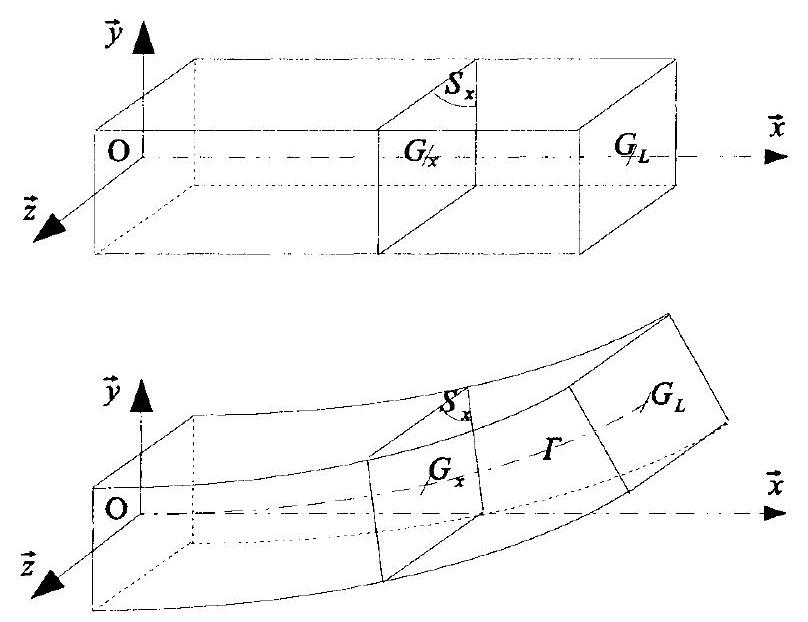 y⃗
S_x
x⃗
O G_x G_L
z⃗
y⃗
S_x G_L
G_x Γ
O x⃗
z⃗